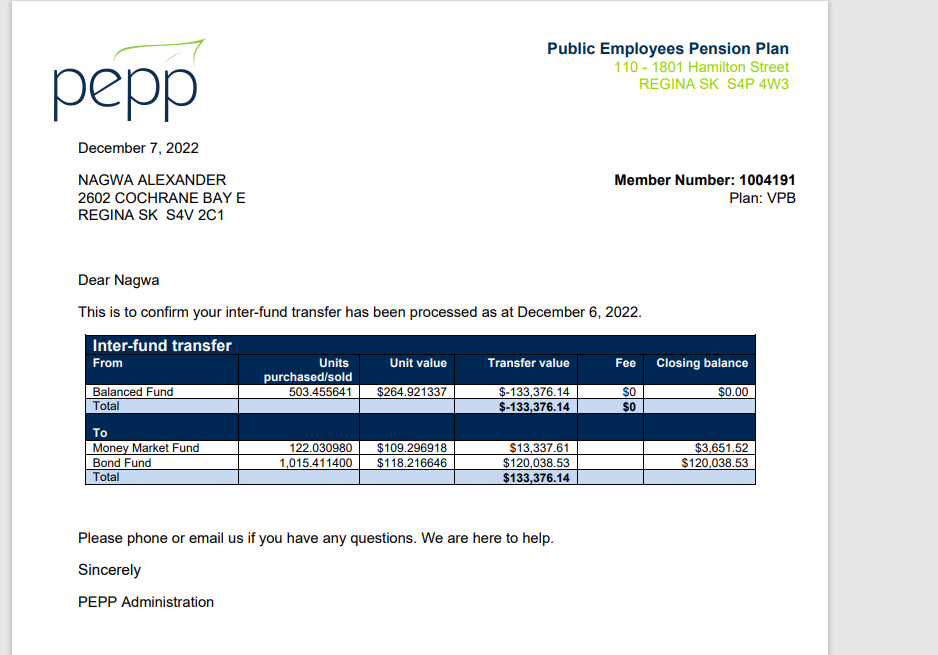 pepp
Public Employees Pension Plan
110 - 1801 Hamilton Street
REGINA SK  S4P 4W3
December 7, 2022
NAGWA ALEXANDER
2602 COCHRANE BAY E
REGINA SK  S4V 2C1
Member Number: 1004191
Plan: VPB
Dear Nagwa
This is to confirm your inter-fund transfer has been processed as at December 6, 2022.
Inter-fund transfer
From Units purchased/sold Unit value Transfer value Fee Closing balance
Balanced Fund 503.455641 $264.921337 $-133,376.14 $0 $0.00
Total $-133,376.14 $0
To
Money Market Fund 122.030980 $109.296918 $13,337.61 $3,651.52
Bond Fund 1,015.411400 $118.216646 $120,038.53 $120,038.53
Total $133,376.14
Please phone or email us if you have any questions. We are here to help.
Sincerely
PEPP Administration